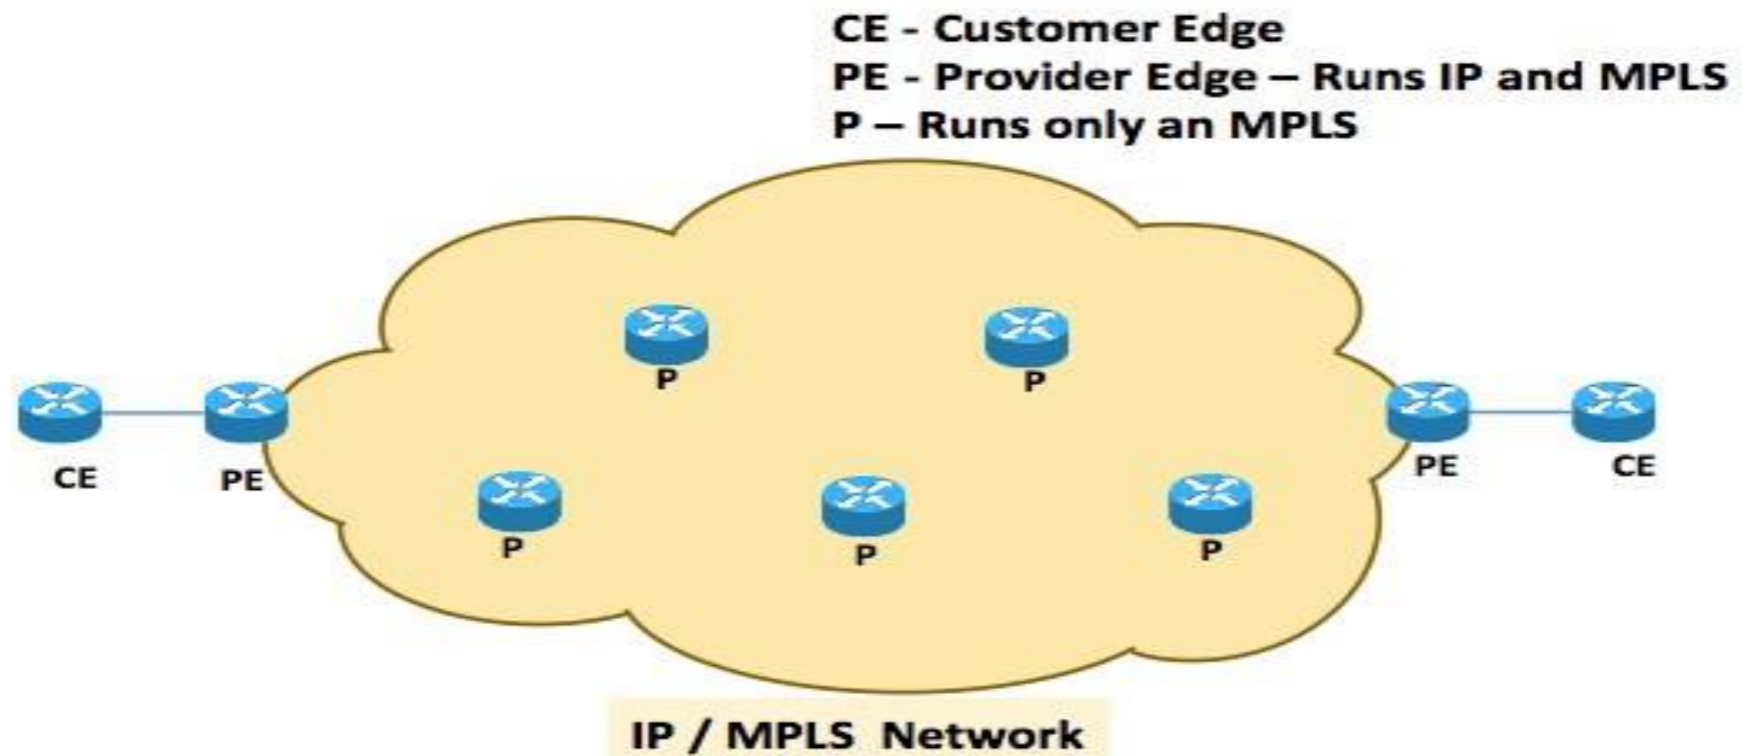 CE - Customer Edge
PE - Provider Edge – Runs IP and MPLS
P – Runs only an MPLS
P
P
CE
PE
PE
CE
P
P
P
IP / MPLS Network